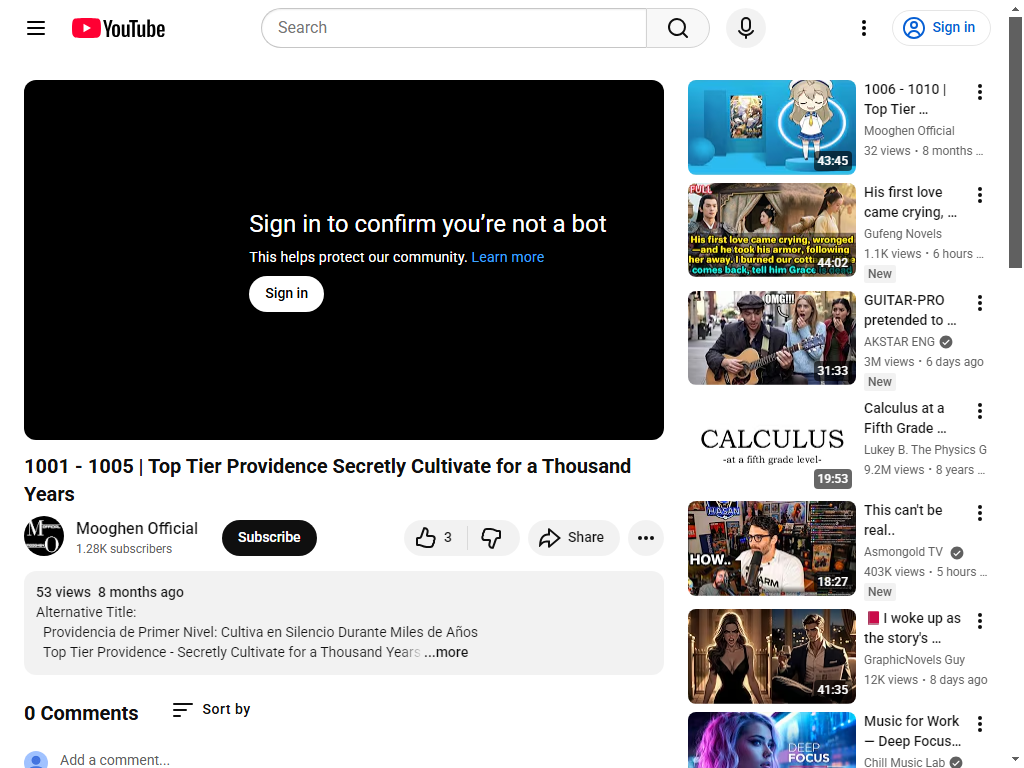 YouTube
Search
Sign in
Sign in to confirm you’re not a bot
This helps protect our community. Learn more
Sign in
1001 - 1005 | Top Tier Providence Secretly Cultivate for a Thousand
Years
Mooghen Official
1.28K subscribers
Subscribe
3
Share
53 views 8 months ago
Alternative Title:
Providencia de Primer Nivel: Cultiva en Silencio Durante Miles de Años
Top Tier Providence - Secretly Cultivate for a Thousand Years ...more
0 Comments
Sort by
Add a comment...
43:45
1006 - 1010 |
Top Tier ...
Mooghen Official
32 views • 8 months ...
FULL
His first love came crying, wronged
—and he took his armor, following
her away. I burned our cott
comes back, tell him Grace is dead
44:02
His first love
came crying, ...
Gufeng Novels
1.1K views • 6 hours ...
New
OMG!!!
31:33
GUITAR-PRO
pretended to ...
AKSTAR ENG
3M views • 6 days ago
New
CALCULUS
-at a fifth grade level-
19:53
Calculus at a
Fifth Grade ...
Lukey B. The Physics G
9.2M views • 8 years ...
HASAN
HOW..
18:27
This can't be
real..
Asmongold TV
403K views • 5 hours ...
New
41:35
I woke up as
the story's ...
GraphicNovels Guy
12K views • 8 days ago
DEEP
FOCUS
Music for Work
— Deep Focus...
Chill Music Lab